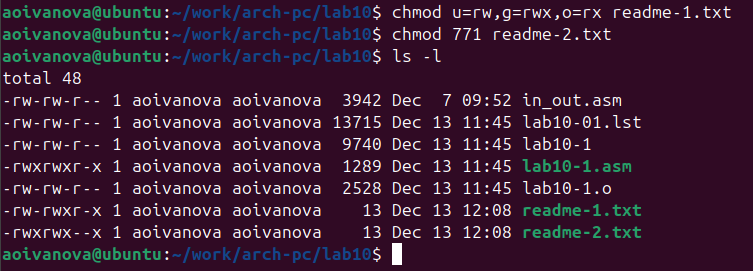 aoivanova@ubuntu:~/work/arch-pc/lab10$ chmod u=rw,g=rwx,o=rx readme-1.txt
aoivanova@ubuntu:~/work/arch-pc/lab10$ chmod 771 readme-2.txt
aoivanova@ubuntu:~/work/arch-pc/lab10$ ls -l
total 48
-rw-rw-r-- 1 aoivanova aoivanova  3942 Dec  7 09:52 in_out.asm
-rw-rw-r-- 1 aoivanova aoivanova 13715 Dec 13 11:45 lab10-01.lst
-rw-rw-r-- 1 aoivanova aoivanova  9740 Dec 13 11:45 lab10-1
-rwxrwxr-x 1 aoivanova aoivanova  1289 Dec 13 11:45 lab10-1.asm
-rw-rw-r-- 1 aoivanova aoivanova  2528 Dec 13 11:45 lab10-1.o
-rw-rwxr-x 1 aoivanova aoivanova    13 Dec 13 12:08 readme-1.txt
-rwxrwx--x 1 aoivanova aoivanova    13 Dec 13 12:08 readme-2.txt
aoivanova@ubuntu:~/work/arch-pc/lab10$